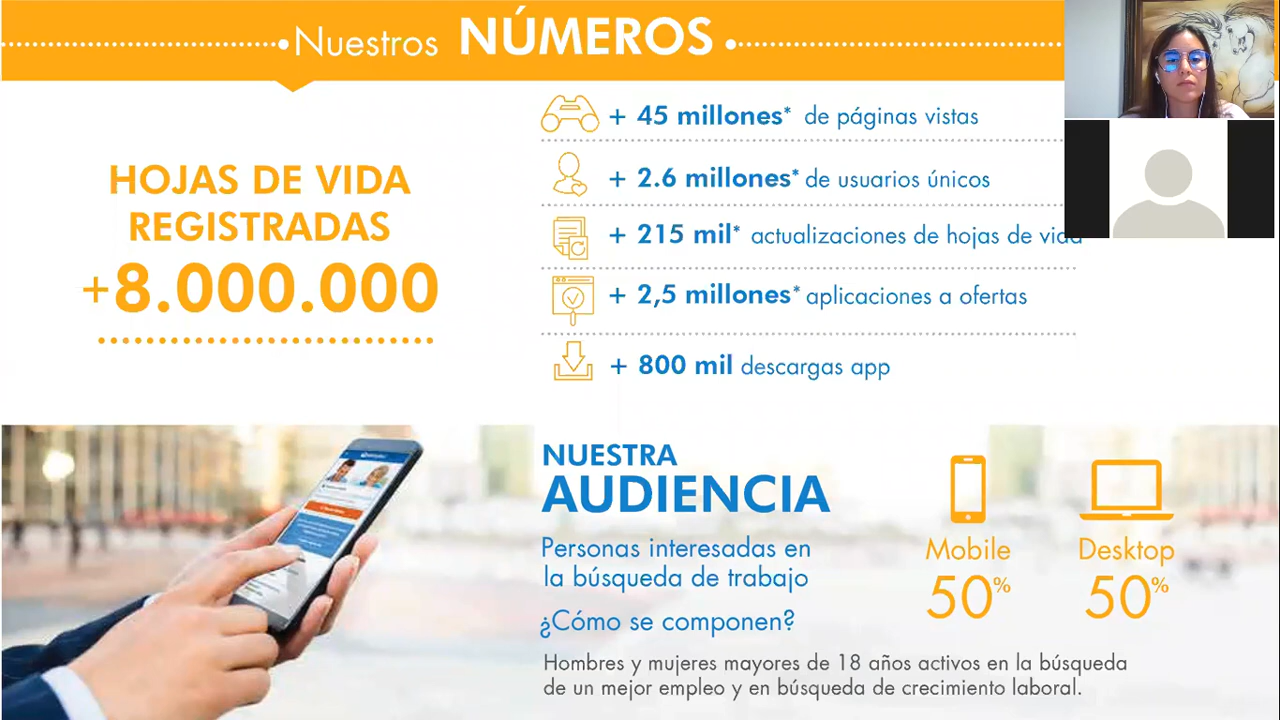 Nuestros NÚMEROS
HOJAS DE VIDA
REGISTRADAS
+8.000.000
+ 45 millones* de páginas vistas
+ 2.6 millones* de usuarios únicos
+ 215 mil* actualizaciones de hojas de vida
+ 2,5 millones* aplicaciones a ofertas
+ 800 mil descargas app
NUESTRA
AUDIENCIA
Personas interesadas en
la búsqueda de trabajo
¿Cómo se componen?
Mobile
50%
Desktop
50%
Hombres y mujeres mayores de 18 años activos en la búsqueda
de un mejor empleo y en búsqueda de crecimiento laboral.